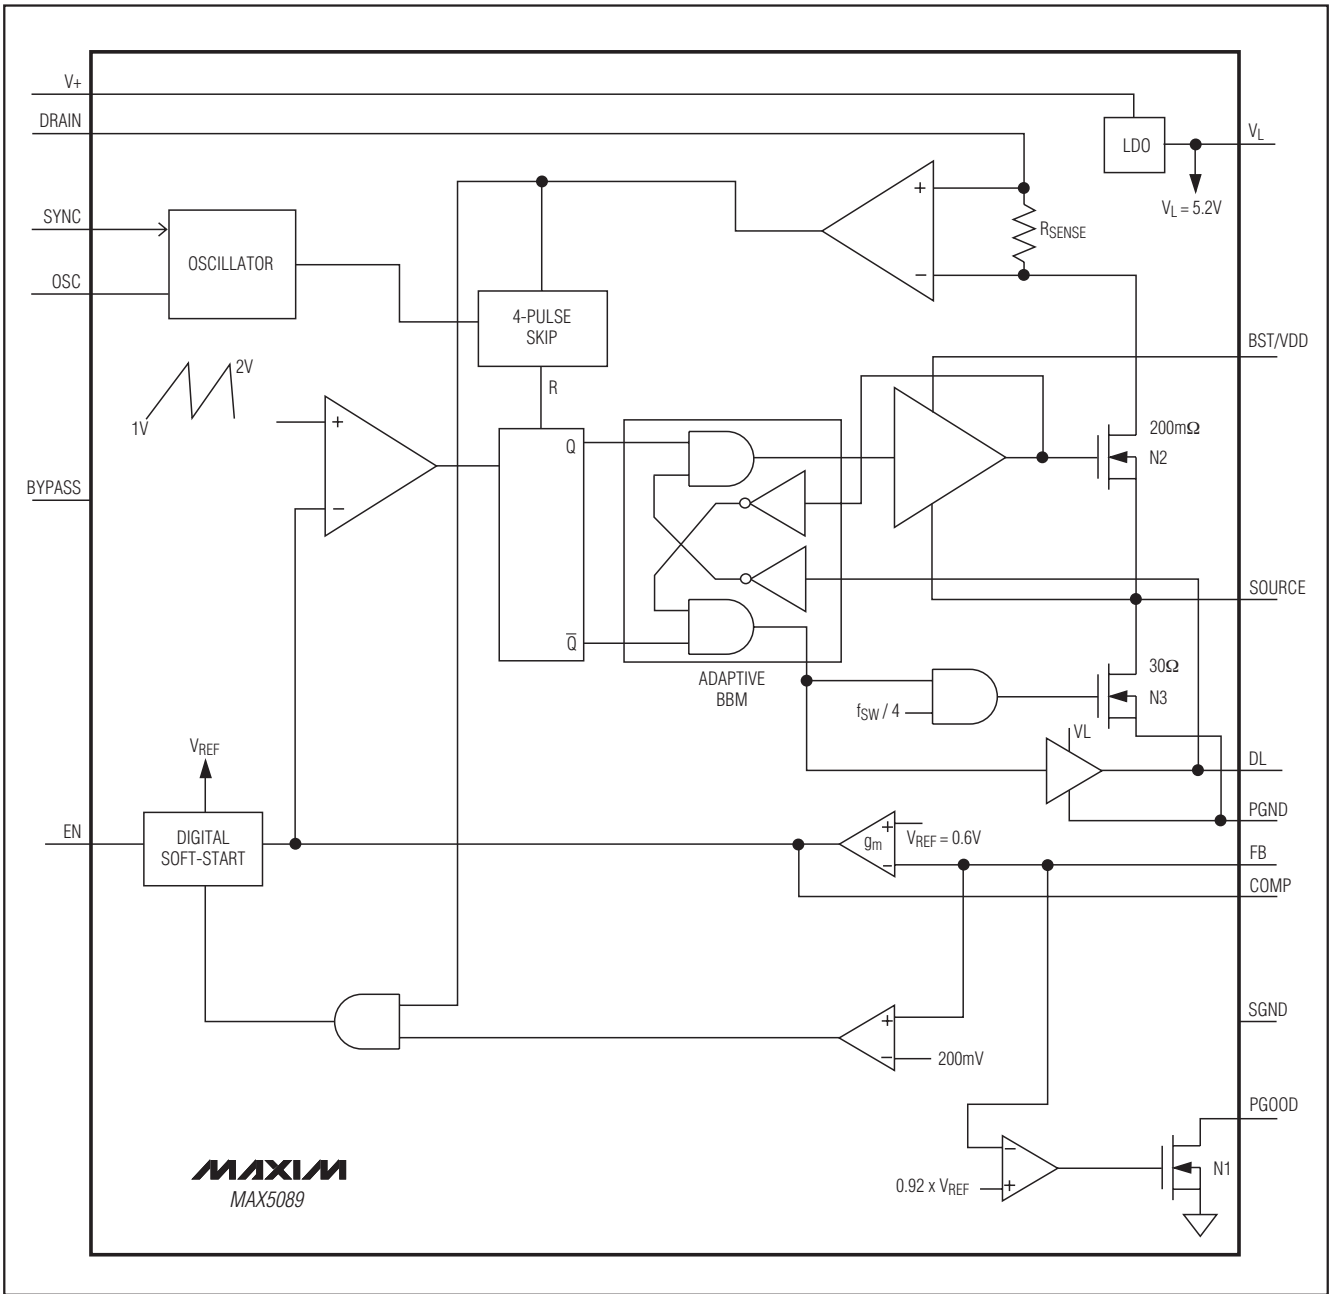 V+
DRAIN
LDO
VL
VL = 5.2V
SYNC
OSCILLATOR
OSC
+
−
RSENSE
4-PULSE
SKIP
R
2V
1V
BST/VDD
+
−
Q
200mΩ
N2
BYPASS
SOURCE
Q̅
ADAPTIVE
BBM
30Ω
N3
fSW / 4
VL
DL
VREF
PGND
EN
DIGITAL
SOFT-START
gm
+
−
VREF = 0.6V
FB
COMP
SGND
+
−
200mV
PGOOD
−
+
0.92 x VREF
N1
MAXIM
MAX5089